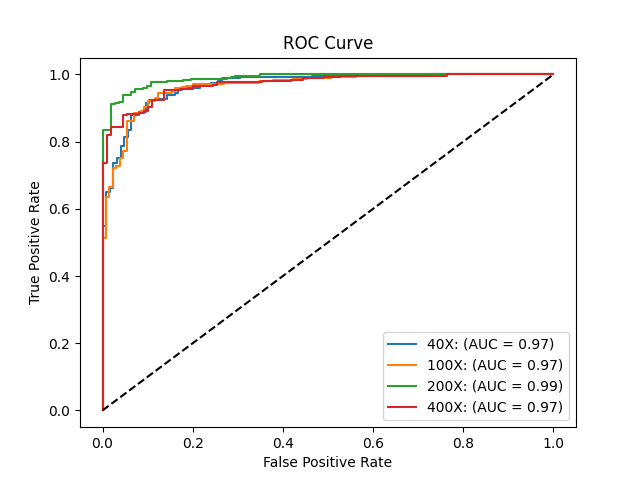 ROC Curve
True Positive Rate
1.0
0.8
0.6
0.4
0.2
0.0
40X: (AUC = 0.97)
100X: (AUC = 0.97)
200X: (AUC = 0.99)
400X: (AUC = 0.97)
0.0 0.2 0.4 0.6 0.8 1.0
False Positive Rate